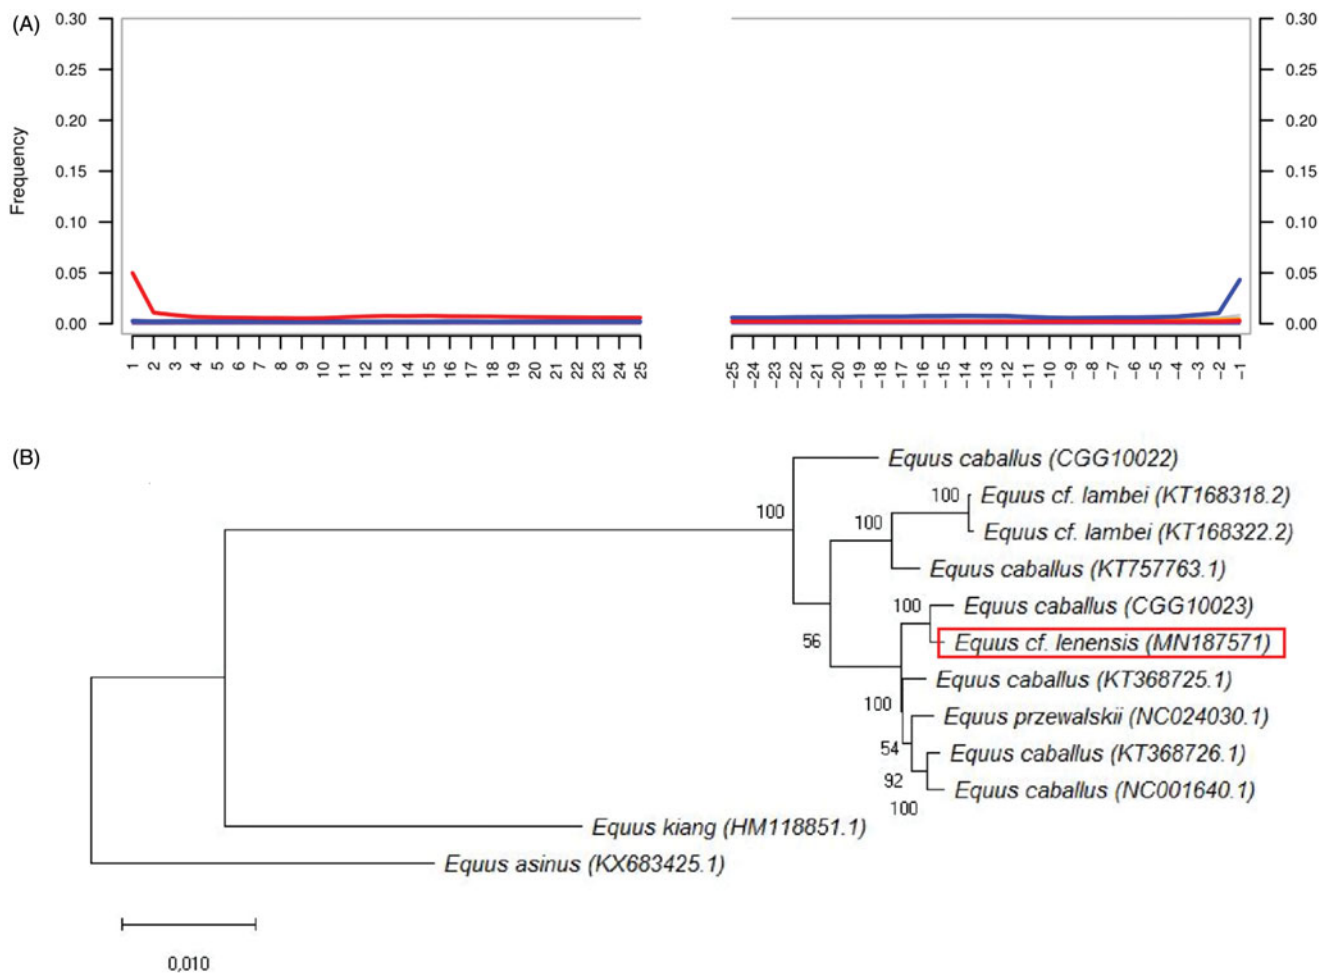 (A)
Frequency
0.30
0.25
0.20
0.15
0.10
0.05
0.00
1 2 3 4 5 6 7 8 9 10 11 12 13 14 15 16 17 18 19 20 21 22 23 24 25
−25 −24 −23 −22 −21 −20 −19 −18 −17 −16 −15 −14 −13 −12 −11 −10 −9 −8 −7 −6 −5 −4 −3 −2 −1
0.30
0.25
0.20
0.15
0.10
0.05
0.00
(B)
Equus caballus (CGG10022)
100
100
Equus cf. lambei (KT168318.2)
100
Equus cf. lambei (KT168322.2)
Equus caballus (KT757763.1)
100
Equus caballus (CGG10023)
56
Equus cf. lenensis (MN187571)
Equus caballus (KT368725.1)
100
Equus przewalskii (NC024030.1)
54
Equus caballus (KT368726.1)
92
Equus caballus (NC001640.1)
100
Equus kiang (HM118851.1)
Equus asinus (KX683425.1)
0,010